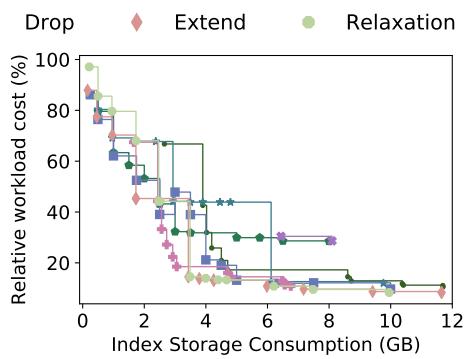 Drop Extend Relaxation
Relative workload cost (%)
100
80
60
40
20
0 2 4 6 8 10 12
Index Storage Consumption (GB)